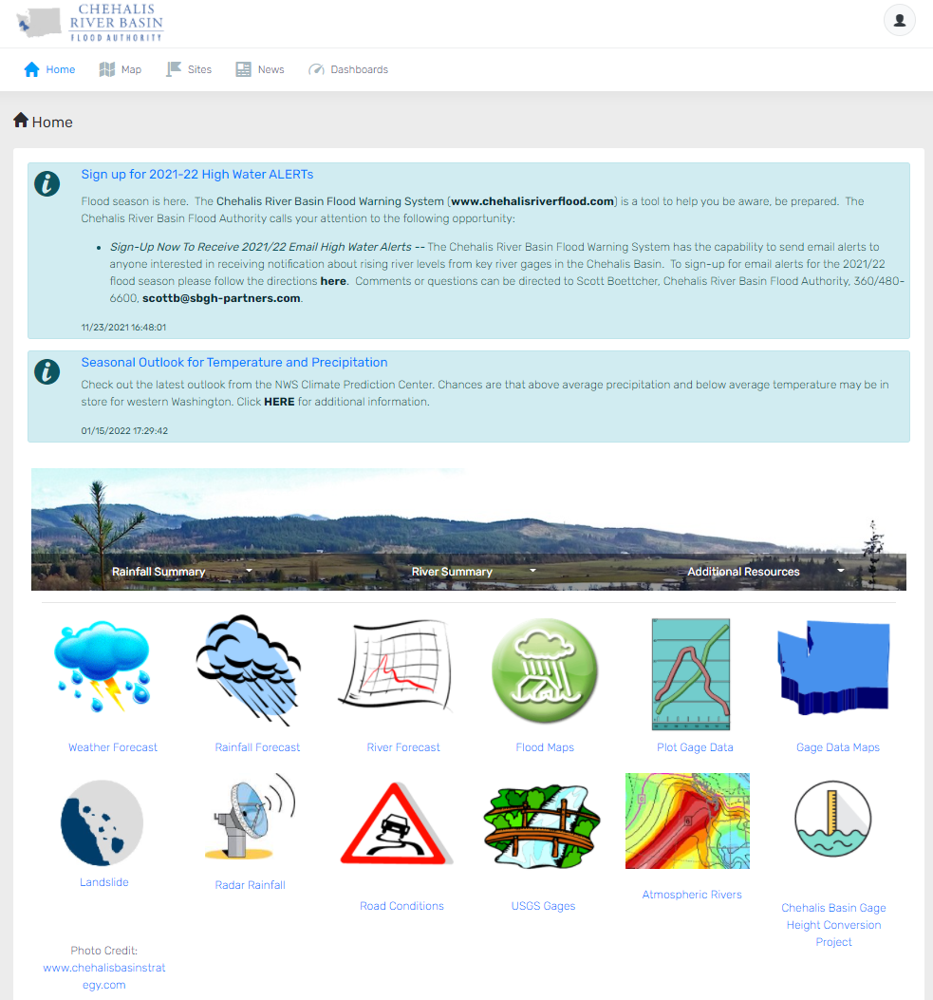 CHEHALIS
RIVER BASIN
FLOOD AUTHORITY
Home
Map
Sites
News
Dashboards
Home
Sign up for 2021-22 High Water ALERTs
Flood season is here. The Chehalis River Basin Flood Warning System (www.chehalisriverflood.com) is a tool to help you be aware, be prepared. The
Chehalis River Basin Flood Authority calls your attention to the following opportunity:
• Sign-Up Now To Receive 2021/22 Email High Water Alerts -- The Chehalis River Basin Flood Warning System has the capability to send email alerts to
anyone interested in receiving notification about rising river levels from key river gages in the Chehalis Basin. To sign-up for email alerts for the 2021/22
flood season please follow the directions here. Comments or questions can be directed to Scott Boettcher, Chehalis River Basin Flood Authority, 360/480-
6600, scottb@sbgh-partners.com.
11/23/2021 16:48:01
Seasonal Outlook for Temperature and Precipitation
Check out the latest outlook from the NWS Climate Prediction Center. Chances are that above average precipitation and below average temperature may be in
store for western Washington. Click HERE for additional information.
01/15/2022 17:29:42
Rainfall Summary
River Summary
Additional Resources
Weather Forecast
Rainfall Forecast
River Forecast
Flood Maps
Plot Gage Data
Gage Data Maps
Landslide
Radar Rainfall
Road Conditions
USGS Gages
Atmospheric Rivers
Chehalis Basin Gage
Height Conversion
Project
Photo Credit:
www.chehalisbasinstrat
egy.com